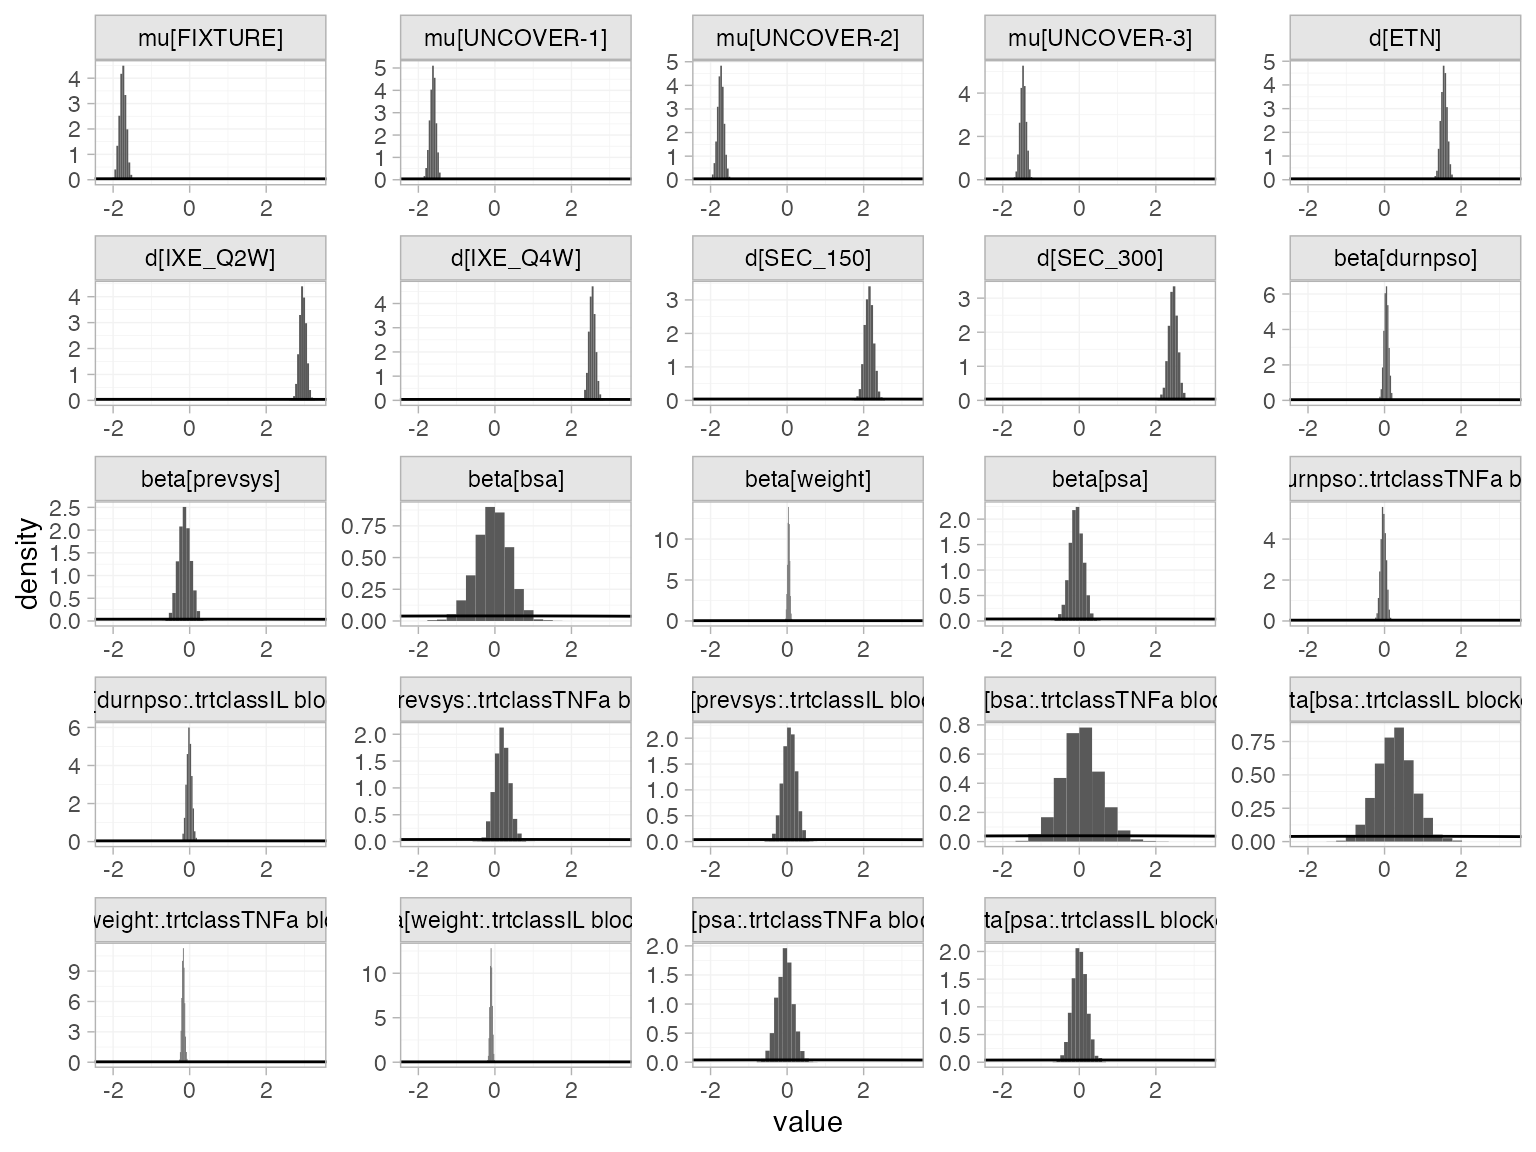 mu[FIXTURE] mu[UNCOVER-1] mu[UNCOVER-2] mu[UNCOVER-3] d[ETN]
4 3 2 1 0
5 4 3 2 1 0
5 4 3 2 1 0
4 2 0
5 4 3 2 1 0
-2 0 2 -2 0 2 -2 0 2 -2 0 2 -2 0 2
d[IXE_Q2W] d[IXE_Q4W] d[SEC_150] d[SEC_300] beta[durnpso]
4 3 2 1 0
4 3 2 1 0
3 2 1 0
3 2 1 0
6 4 2 0
-2 0 2 -2 0 2 -2 0 2 -2 0 2 -2 0 2
beta[prevsys] beta[bsa] beta[weight] beta[psa] urnpso:.trtclassTNFa b
2.5 2.0 1.5 1.0 0.5 0.0
0.75 0.50 0.25 0.00
10 5 0
2.0 1.5 1.0 0.5 0.0
4 2 0
-2 0 2 -2 0 2 -2 0 2 -2 0 2 -2 0 2
density
[durnpso:.trtclassIL bloc revsys:.trtclassTNFa b [prevsys:.trtclassIL bloc [bsa:.trtclassTNFa bloc ta[bsa:.trtclassIL blocke
6 4 2 0
2.0 1.5 1.0 0.5 0.0
2.0 1.5 1.0 0.5 0.0
0.8 0.6 0.4 0.2 0.0
0.75 0.50 0.25 0.00
-2 0 2 -2 0 2 -2 0 2 -2 0 2 -2 0 2
weight:.trtclassTNFa blo a[weight:.trtclassIL bloc [psa:.trtclassTNFa bloc ta[psa:.trtclassIL blocke
9 6 3 0
10 5 0
2.0 1.5 1.0 0.5 0.0
2.0 1.5 1.0 0.5 0.0
-2 0 2 -2 0 2 -2 0 2 -2 0 2
value